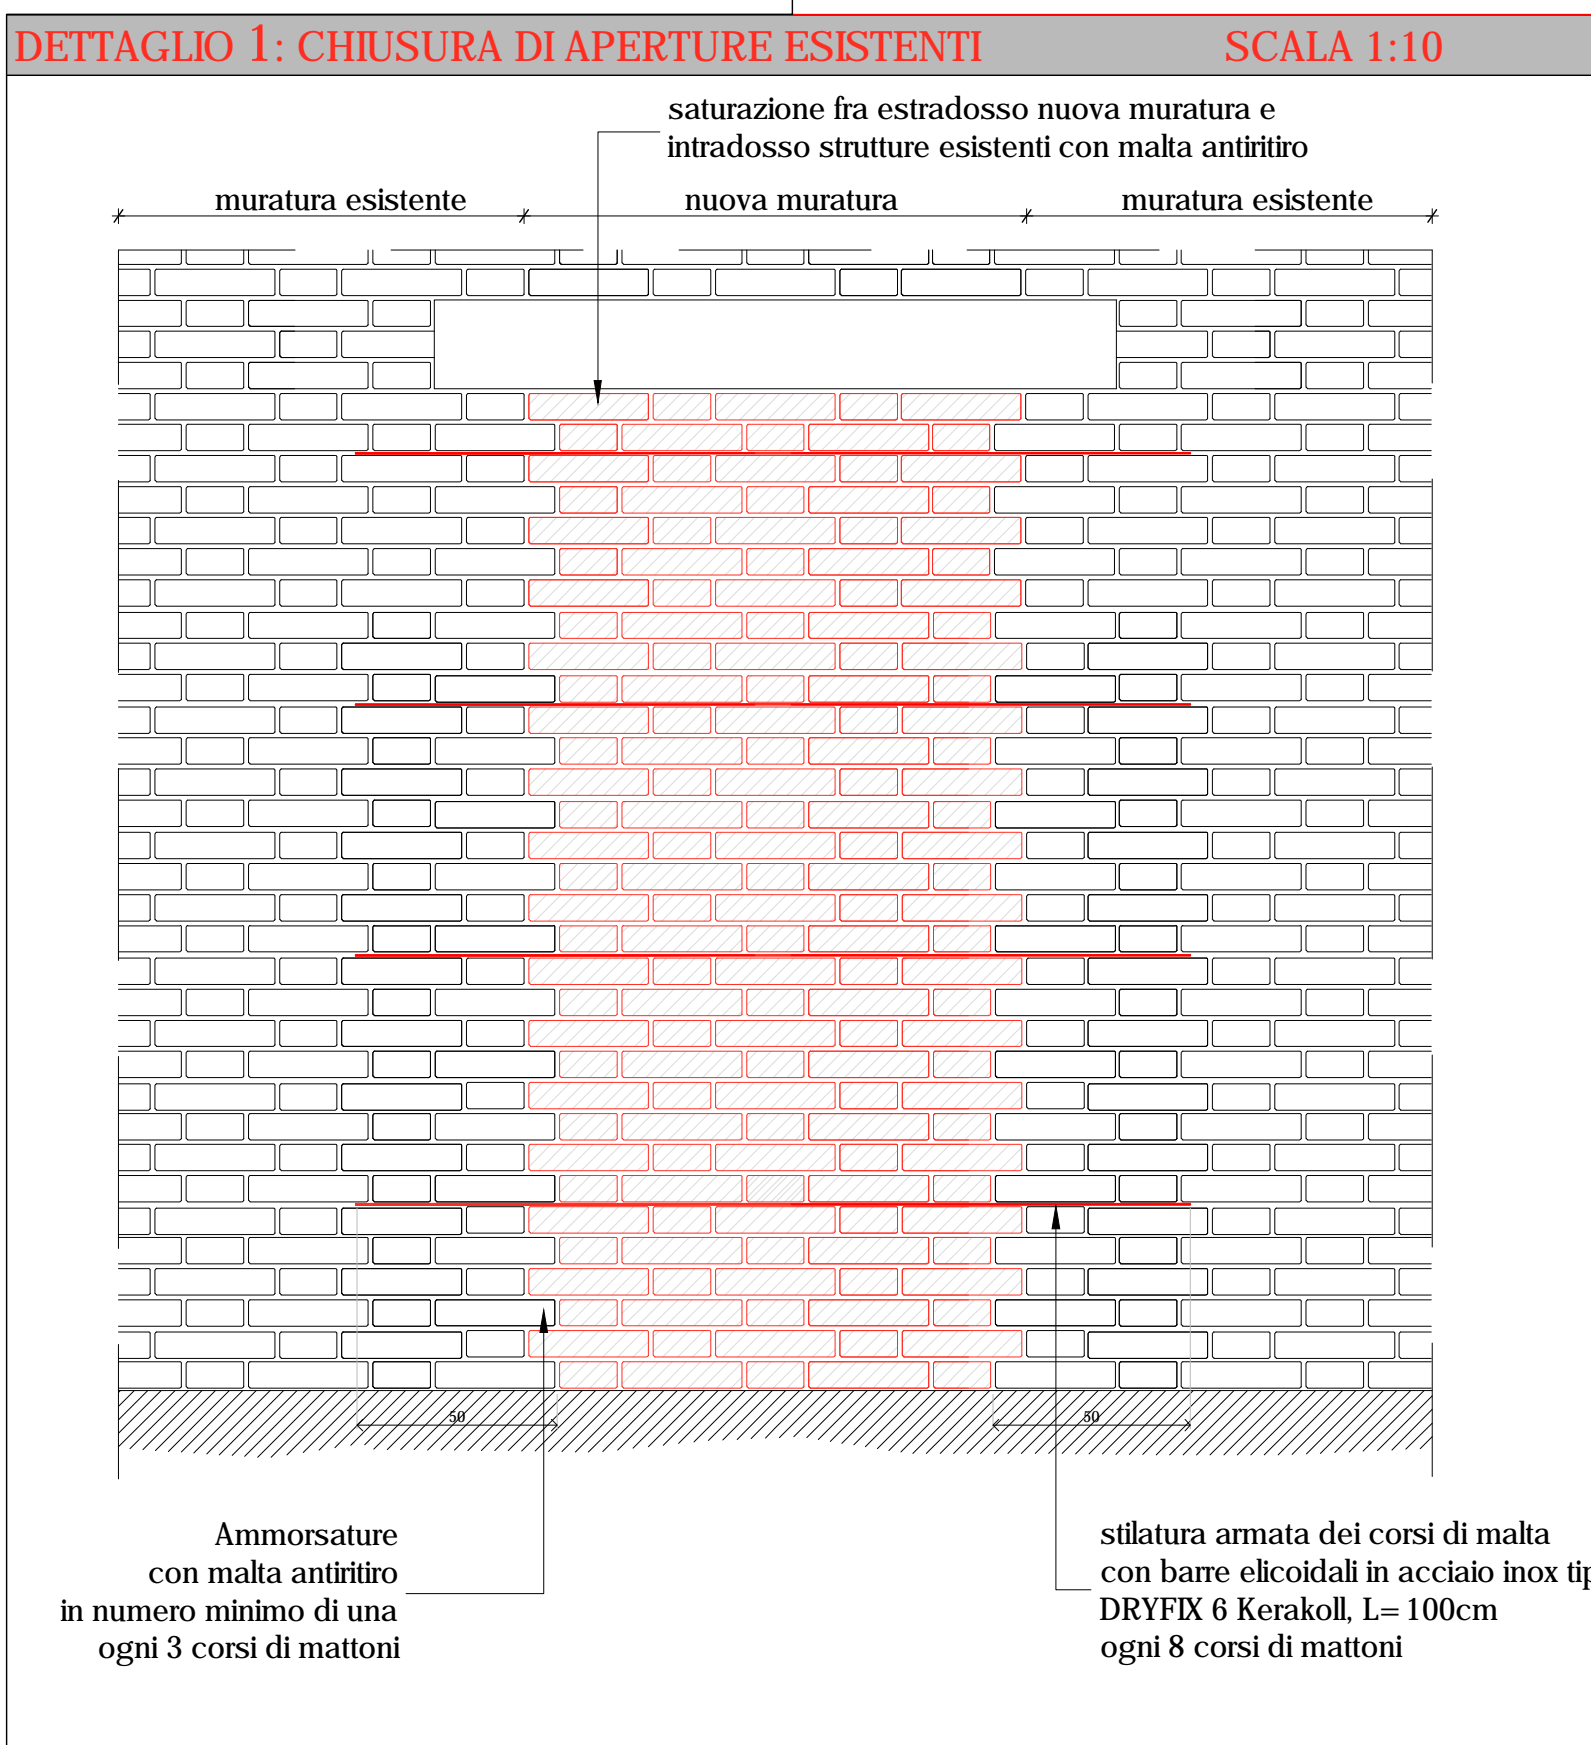 DETTAGLIO 1: CHIUSURA DI APERTURE ESISTENTI SCALA 1:10
saturazione fra estradosso nuova muratura e
intradosso strutture esistenti con malta antiritiro
muratura esistente nuova muratura muratura esistente
50 50
Ammorsature
con malta antiritiro
in numero minimo di una
ogni 3 corsi di mattoni
stilatura armata dei corsi di malta
con barre elicoidali in acciaio inox tip
DRYFIX 6 Kerakoll, L=100cm
ogni 8 corsi di mattoni